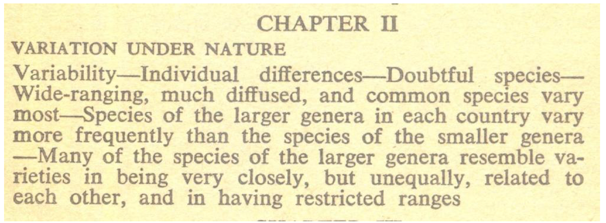 CHAPTER II
VARIATION UNDER NATURE
Variability—Individual differences—Doubtful species—
Wide-ranging, much diffused, and common species vary
most—Species of the larger genera in each country vary
more frequently than the species of the smaller genera
—Many of the species of the larger genera resemble va-
rieties in being very closely, but unequally, related to
each other, and in having restricted ranges